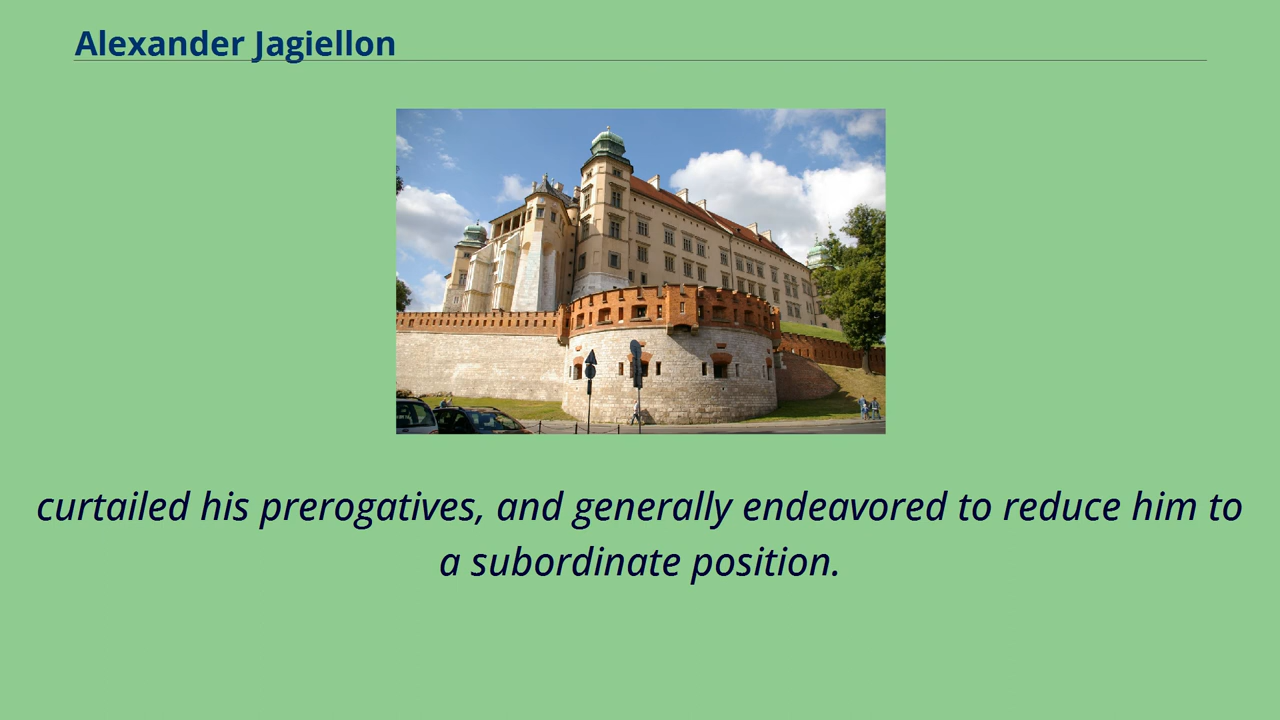 Alexander Jagiellon
curtailed his prerogatives, and generally endeavored to reduce him to
a subordinate position.